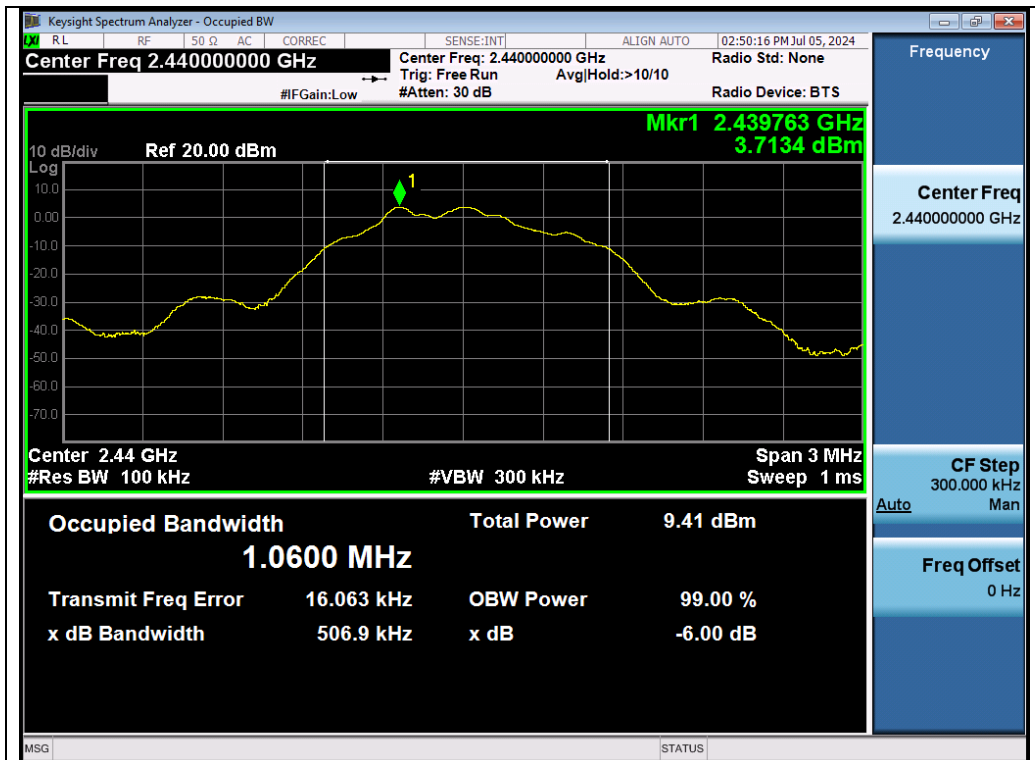 Keysight Spectrum Analyzer - Occupied BW
LXI RL RF 50 Ω AC CORREC SENSE:INT ALIGN AUTO 02:50:16 PM Jul 05, 2024
Center Freq 2.440000000 GHz
Center Freq: 2.440000000 GHz Radio Std: None
Trig: Free Run Avg|Hold:>10/10
#IFGain:Low #Atten: 30 dB Radio Device: BTS
Frequency
Mkr1 2.439763 GHz
3.7134 dBm
10 dB/div Ref 20.00 dBm
Log
1
10.0
0.00
-10.0
-20.0
-30.0
-40.0
-50.0
-60.0
-70.0
Center Freq
2.440000000 GHz
Center 2.44 GHz Span 3 MHz
#Res BW 100 kHz #VBW 300 kHz Sweep 1 ms
CF Step
300.000 kHz
Auto Man
Occupied Bandwidth Total Power 9.41 dBm
1.0600 MHz
Transmit Freq Error 16.063 kHz OBW Power 99.00 %
x dB Bandwidth 506.9 kHz x dB -6.00 dB
Freq Offset
0 Hz
MSG STATUS